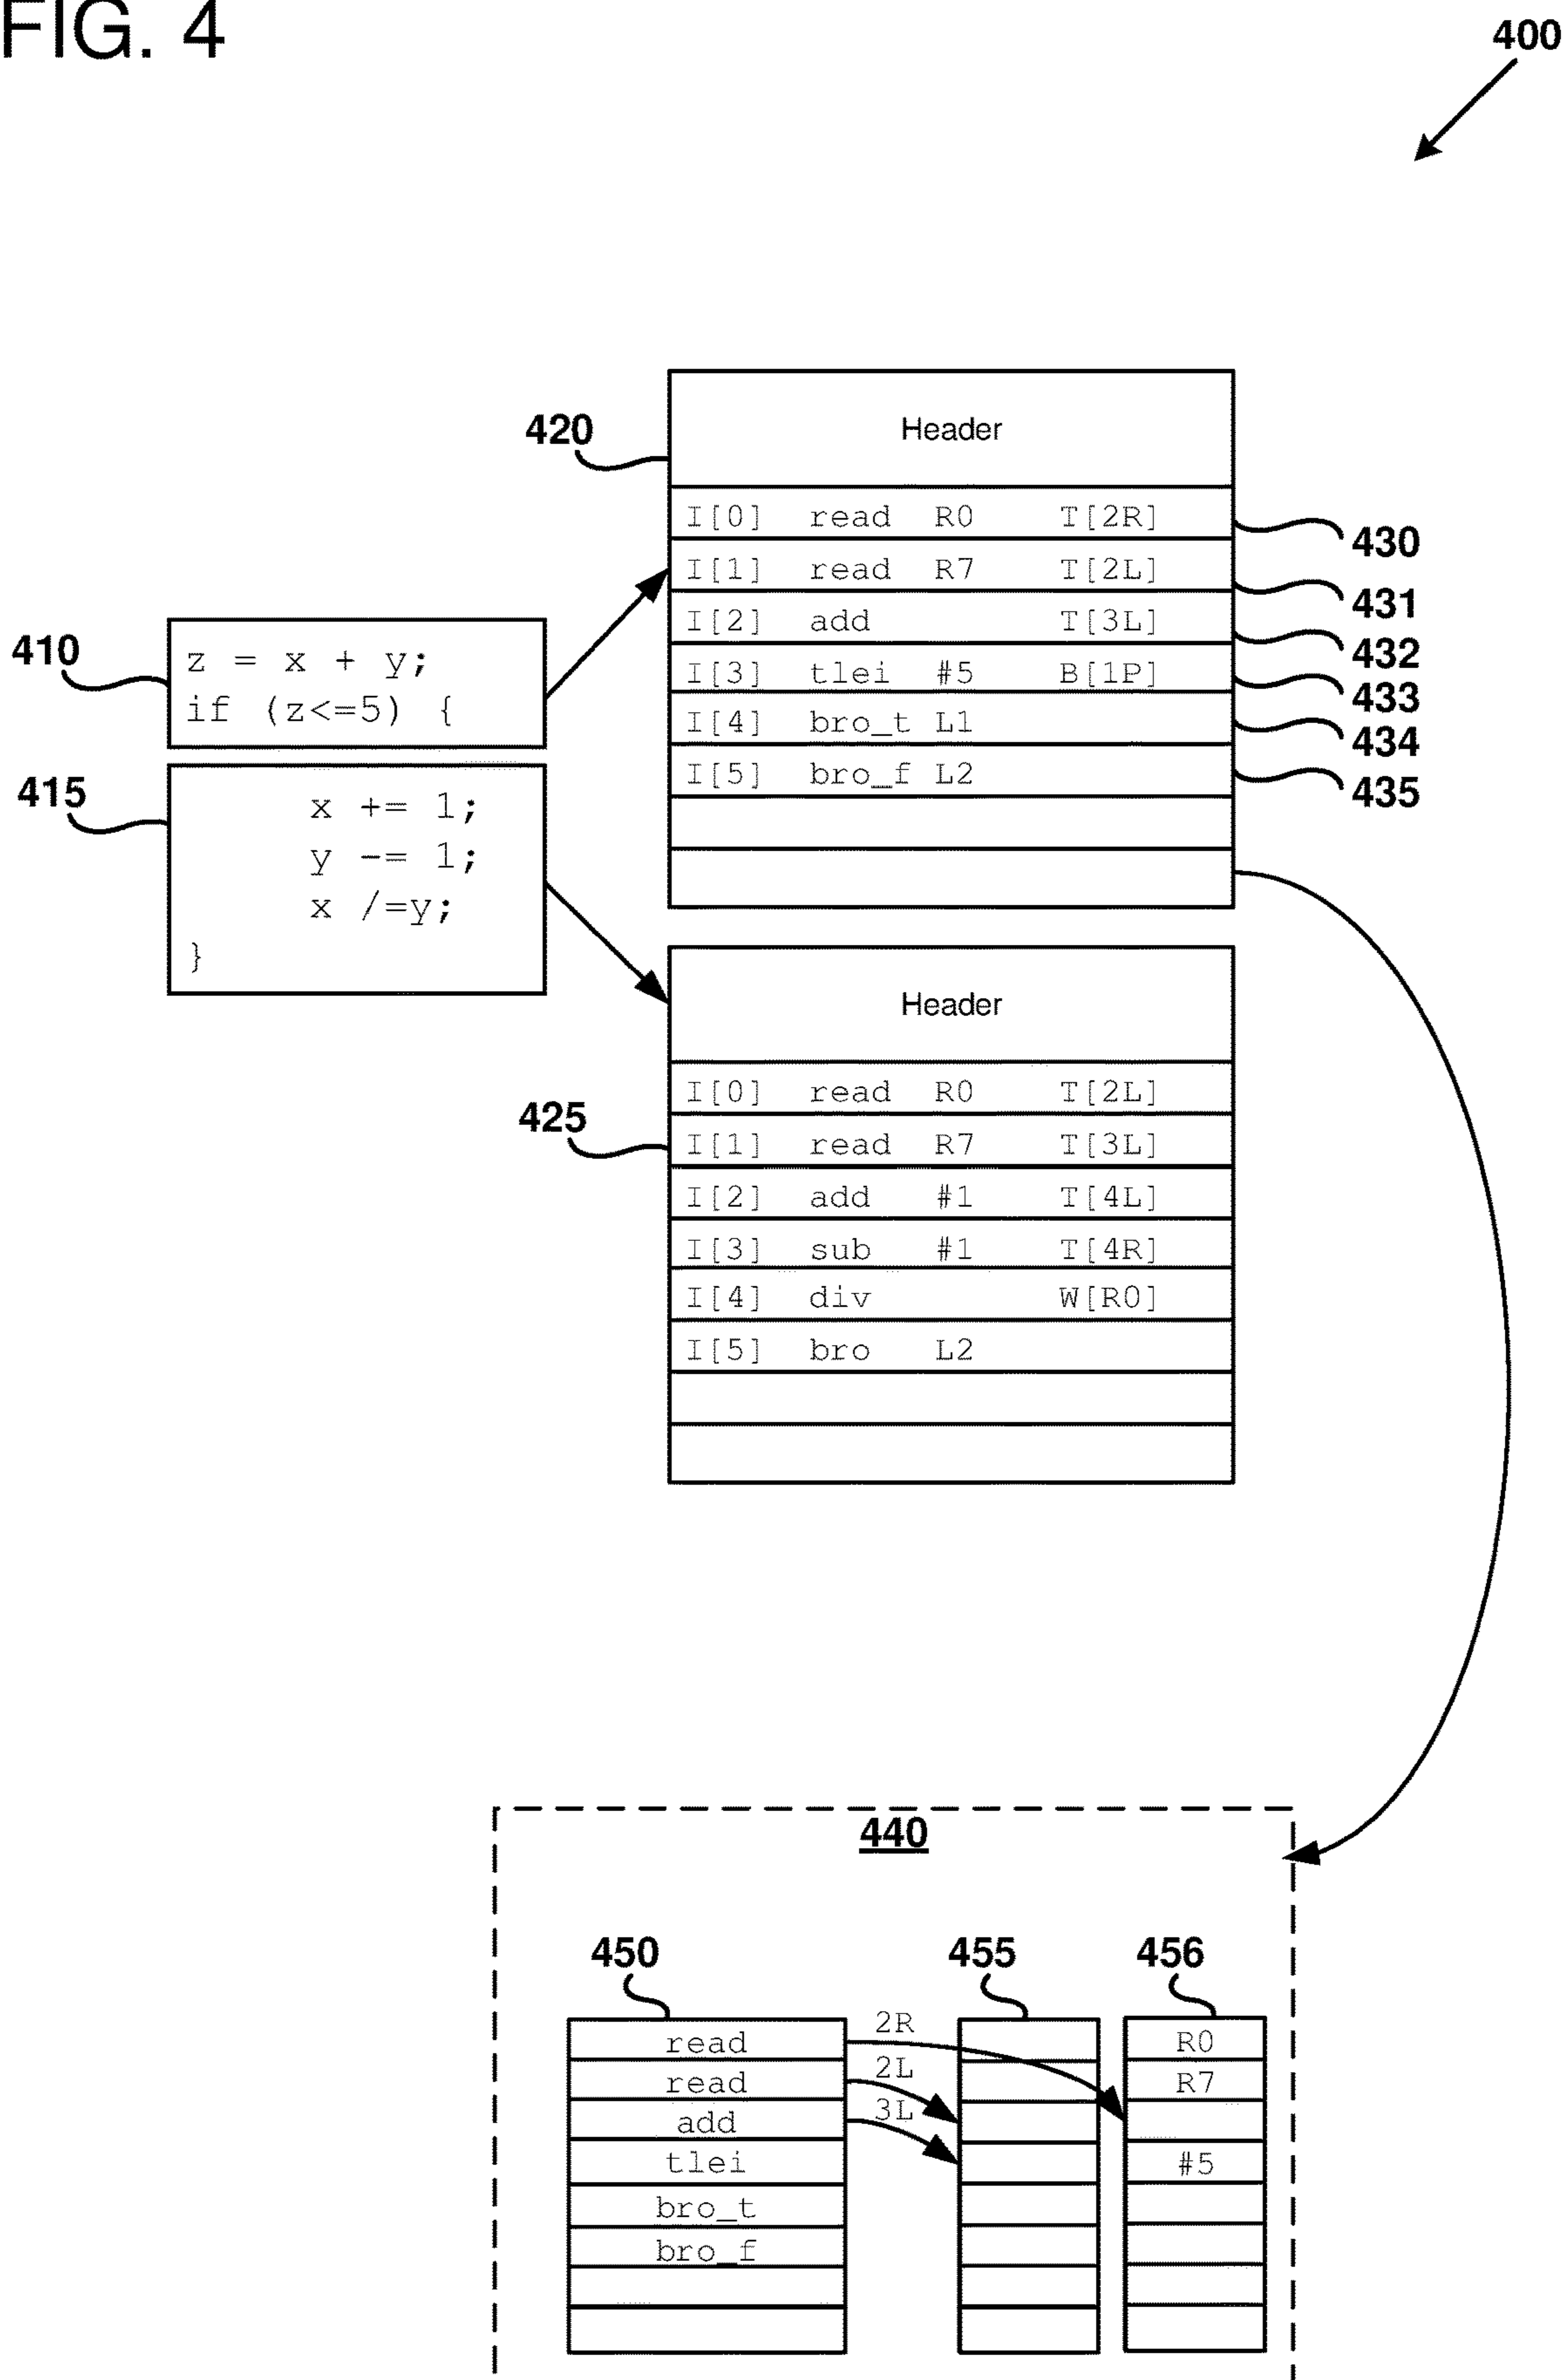 FIG. 4
400
420
Header
I[0] read R0 T[2R]
430
I[1] read R7 T[2L]
431
I[2] add T[3L]
432
I[3] tlei #5 B[1P]
433
I[4] bro_t L1
434
I[5] bro_f L2
435
410
z = x + y;
if (z<=5) {
415
x += 1;
y -= 1;
x /=y;
}
Header
425
I[0] read R0 T[2L]
I[1] read R7 T[3L]
I[2] add #1 T[4L]
I[3] sub #1 T[4R]
I[4] div W[R0]
I[5] bro L2
440
450
455
456
read
2R
R0
read
2L
R7
add
3L
tlei
#5
bro_t
bro_f